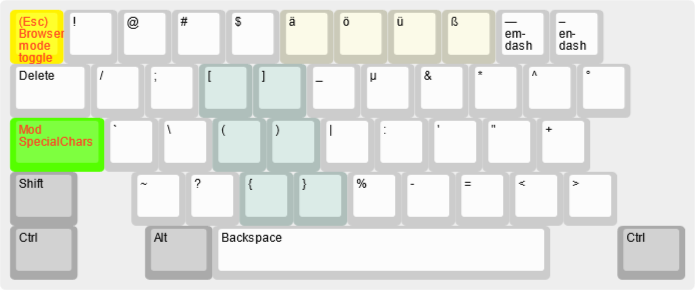 (Esc)
Browser
mode
toggle
! @ # $ ä ö ü ß
—
em-
dash
–
en-
dash
Delete / ; [ ] _ µ & * ^ °
Mod
SpecialChars
` \ ( ) | : ' " +
Shift ~ ? { } % - = < >
Ctrl Alt Backspace Ctrl